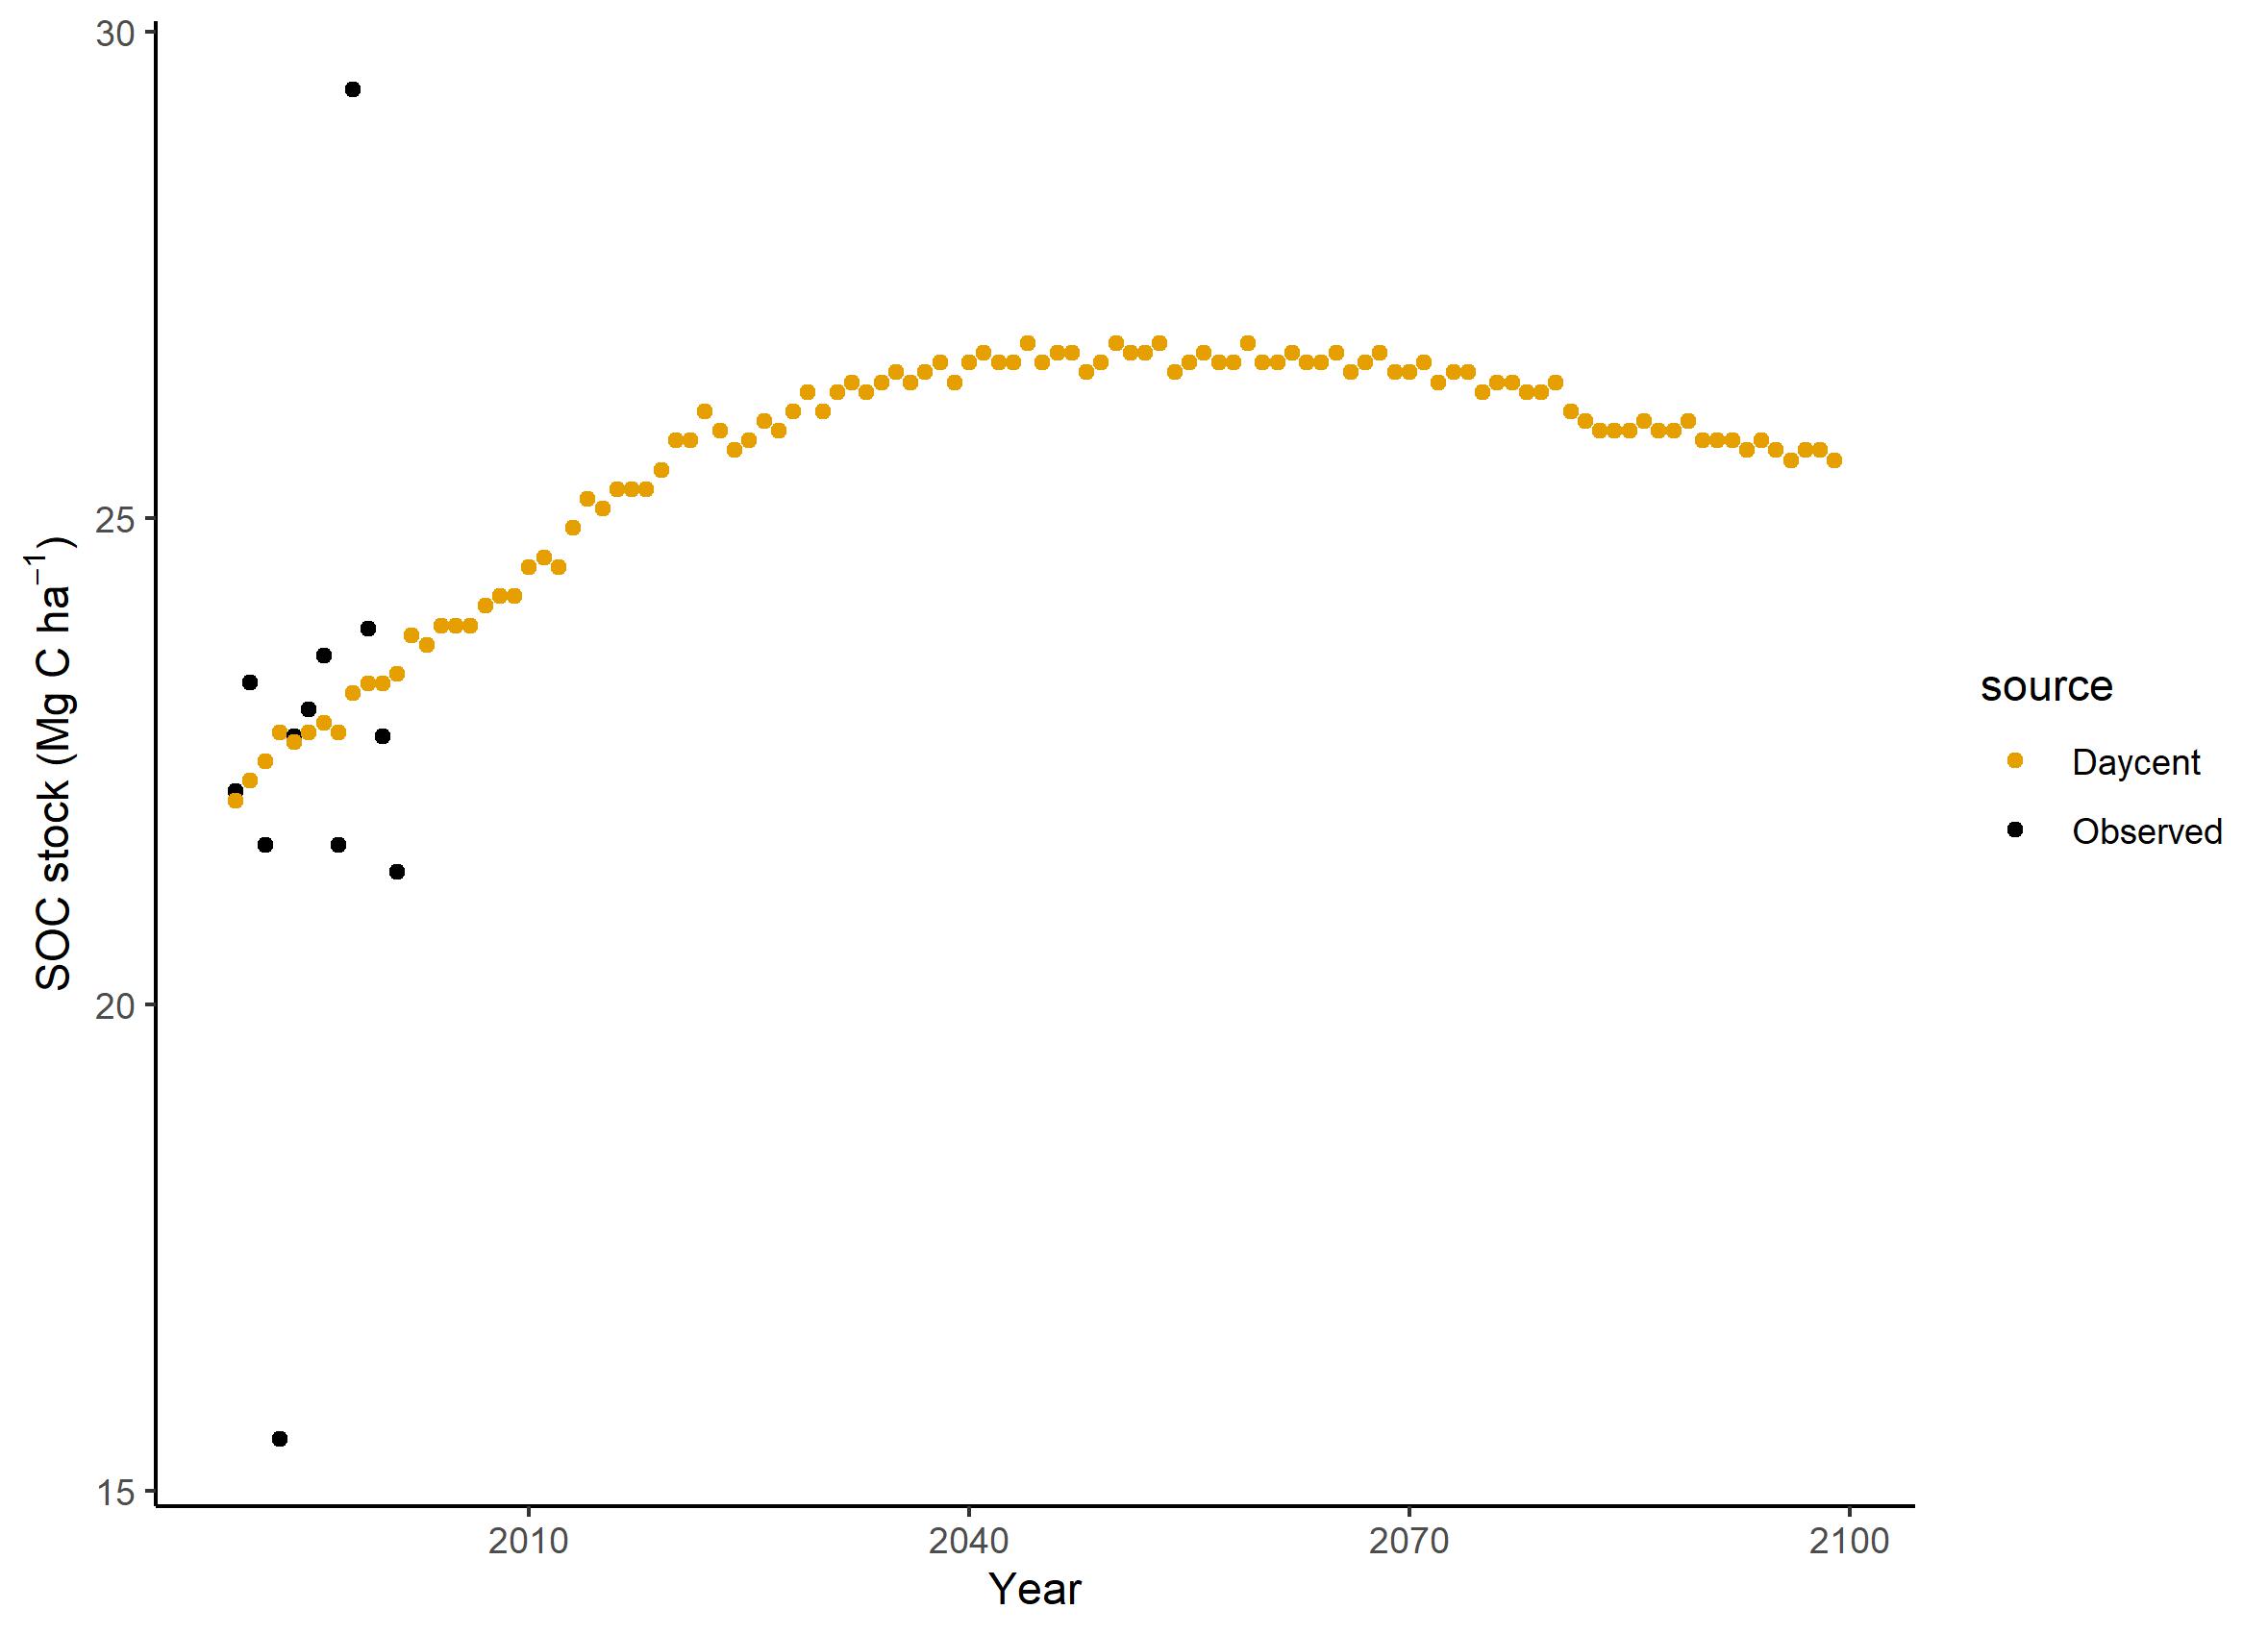 30
25
20
15
SOC stock (Mg C ha⁻¹)
2010 2040 2070 2100
Year
source
Daycent
Observed